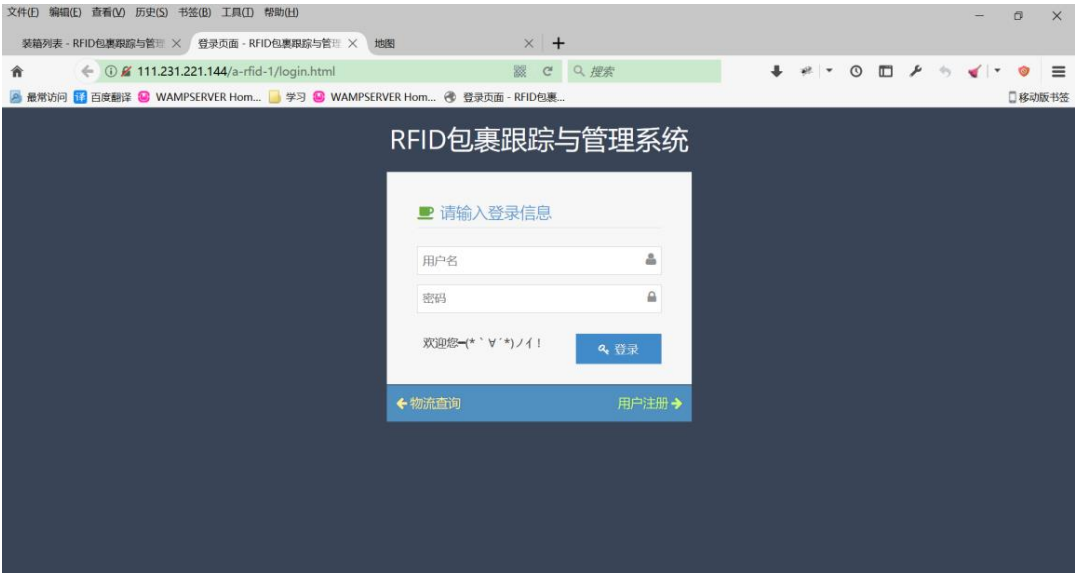 文件(F) 编辑(E) 查看(V) 历史(S) 书签(B) 工具(T) 帮助(H)
装箱列表 - RFID包裹跟踪与管理 登录页面 - RFID包裹跟踪与管理 地图
111.231.221.144/a-rfid-1/login.html 搜索
最常访问 译 百度翻译 WAMPSERVER Hom... 学习 WAMPSERVER Hom... 登录页面 - RFID包裹... 移动版书签
RFID包裹跟踪与管理系统
请输入登录信息
用户名
密码
欢迎您━(*｀∀´*)ノ亻!
登录
物流查询 用户注册